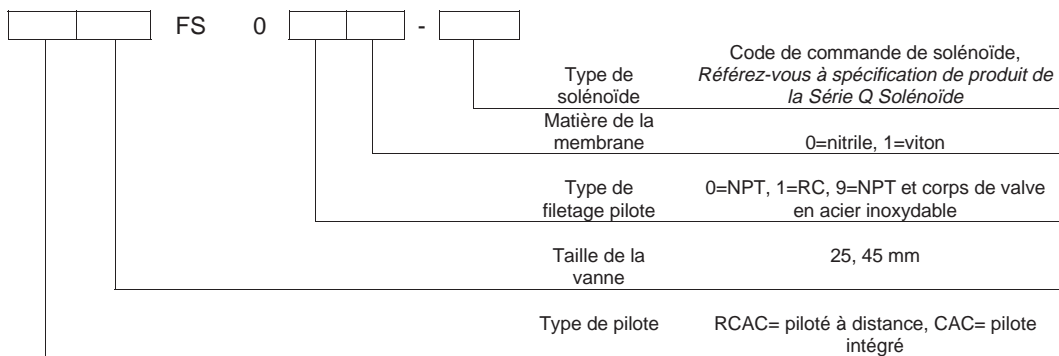 FS 0 -
Code de commande de solénoïde,
Type de Référez-vous à spécification de produit de
solénoïde la Série Q Solénoïde
Matière de la
membrane 0=nitrile, 1=viton
Type de 0=NPT, 1=RC, 9=NPT et corps de valve
filetage pilote en acier inoxydable
Taille de la 25, 45 mm
vanne
Type de pilote RCAC= piloté à distance, CAC= pilote
intégré